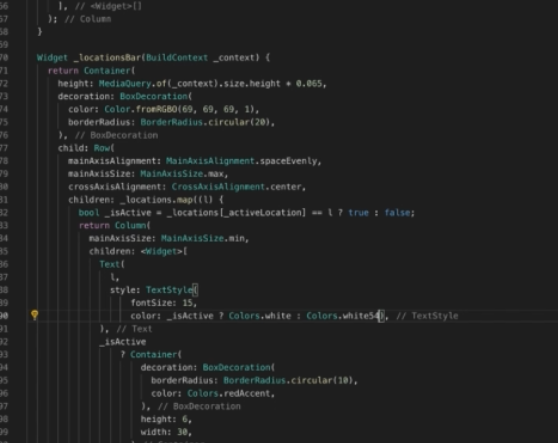 66 ], // <Widget>[]
67 ); // Column
68 }
69
70 Widget _locationsBar(BuildContext _context) {
71 return Container(
72 height: MediaQuery.of(_context).size.height * 0.065,
73 decoration: BoxDecoration(
74 color: Color.fromRGBO(69, 69, 69, 1),
75 borderRadius: BorderRadius.circular(20),
76 ), // BoxDecoration
77 child: Row(
78 mainAxisAlignment: MainAxisAlignment.spaceEvenly,
79 mainAxisSize: MainAxisSize.max,
80 crossAxisAlignment: CrossAxisAlignment.center,
81 children: _locations.map((l) {
82 bool _isActive = _locations[_activeLocation] == l ? true : false;
83 return Column(
84 mainAxisSize: MainAxisSize.min,
85 children: <Widget>[
86 Text(
87 l,
88 style: TextStyle(
89 fontSize: 15,
90 color: _isActive ? Colors.white : Colors.white54), // TextStyle
91 ), // Text
92 _isActive
93 ? Container(
94 decoration: BoxDecoration(
95 borderRadius: BorderRadius.circular(10),
96 color: Colors.redAccent,
97 ), // BoxDecoration
98 height: 6,
99 width: 30,